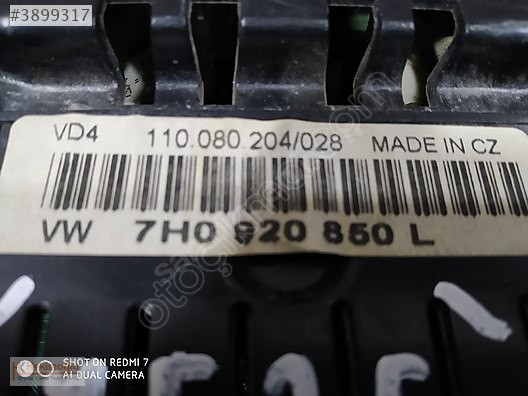 #3899317
VD4 110.080.204/028 MADE IN CZ
VW 7H0 920 850 L
SHOT ON REDMI 7
AI DUAL CAMERA